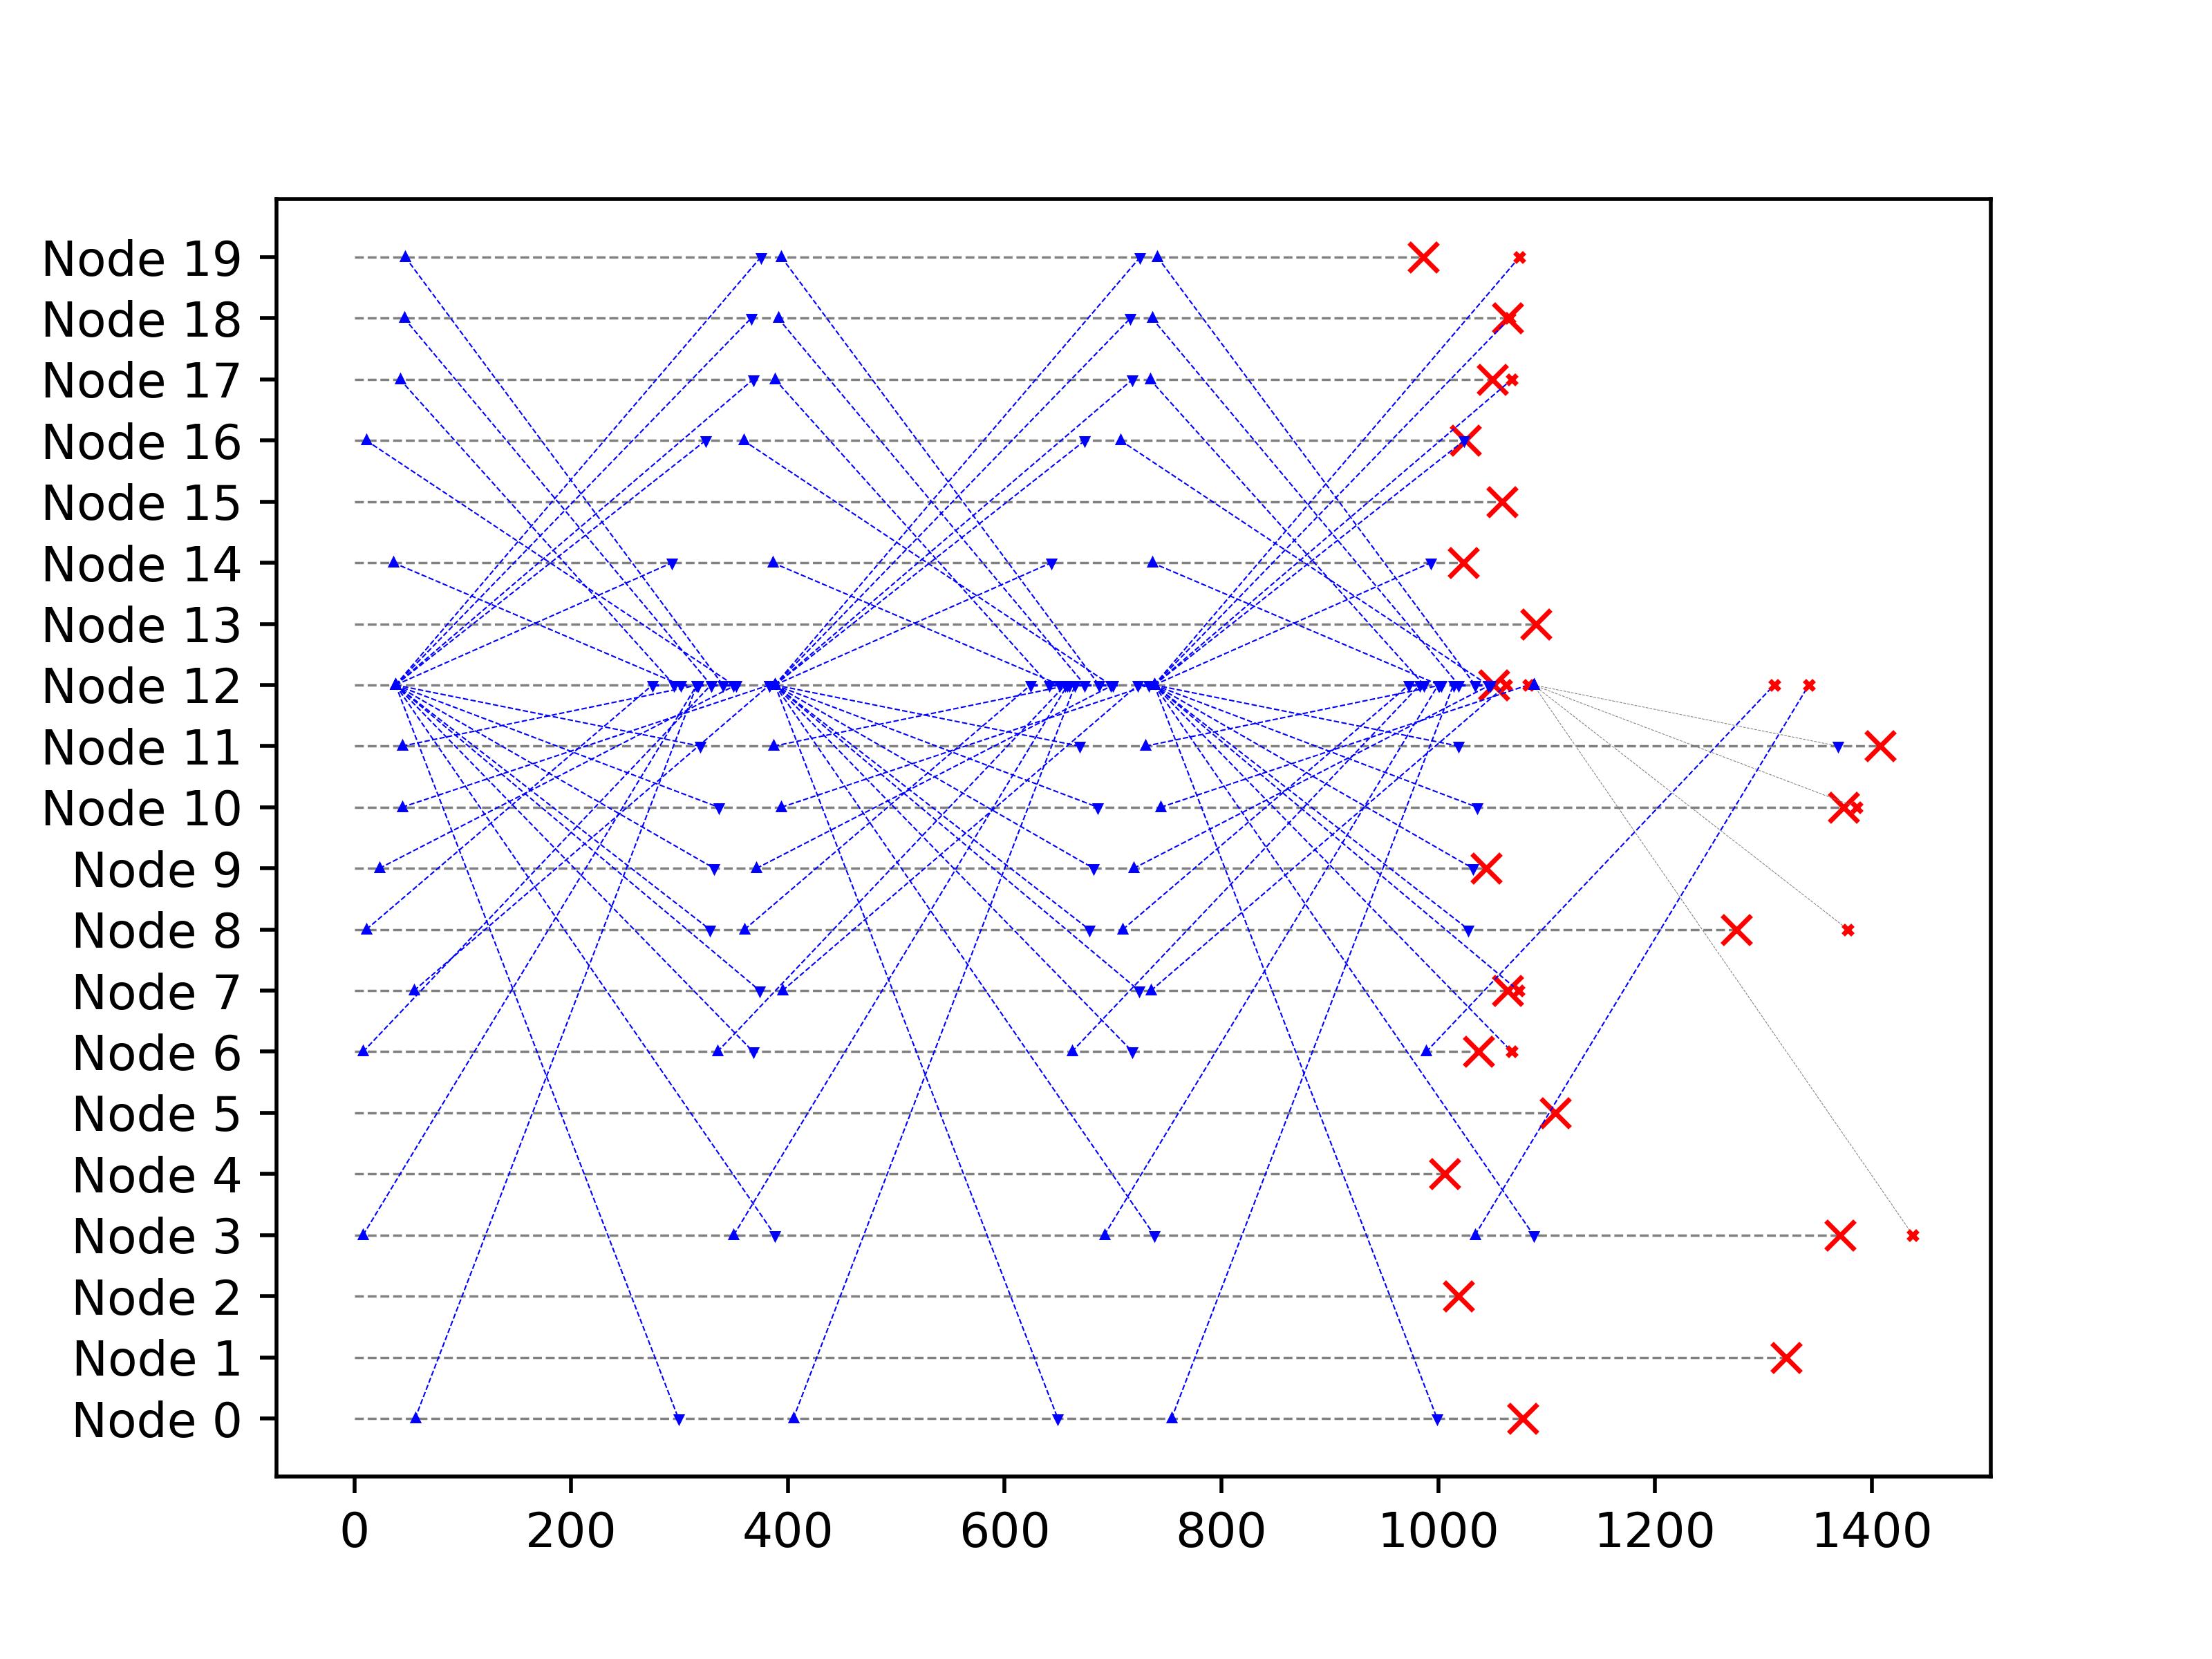 Node 19
Node 18
Node 17
Node 16
Node 15
Node 14
Node 13
Node 12
Node 11
Node 10
Node 9
Node 8
Node 7
Node 6
Node 5
Node 4
Node 3
Node 2
Node 1
Node 0
0 200 400 600 800 1000 1200 1400